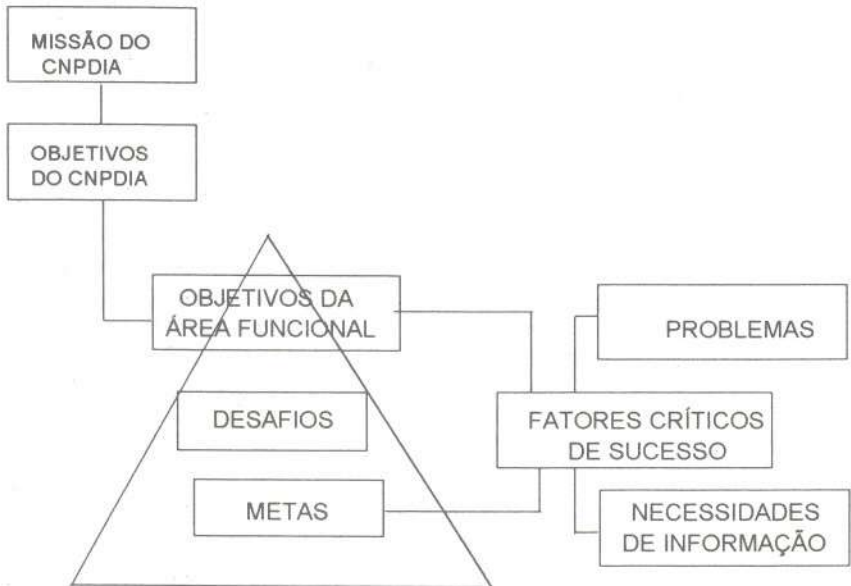 MISSÃO DO
CNPDIA
OBJETIVOS
DO CNPDIA
OBJETIVOS DA
ÁREA FUNCIONAL
DESAFIOS
METAS
PROBLEMAS
FATORES CRÍTICOS
DE SUCESSO
NECESSIDADES
DE INFORMAÇÃO